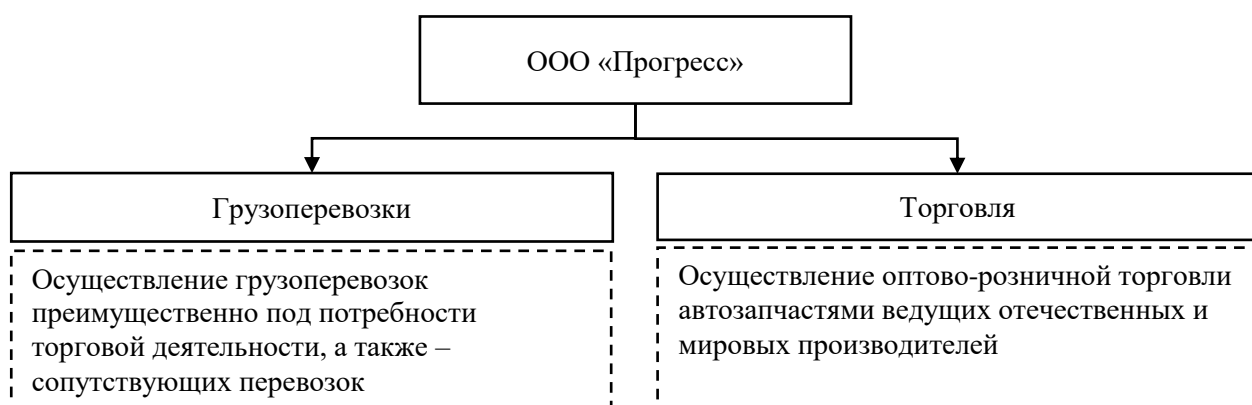 ООО «Прогресс»
Грузоперевозки
Торговля
Осуществление грузоперевозок
преимущественно под потребности
торговой деятельности, а также –
сопутствующих перевозок
Осуществление оптово-розничной торговли
автозапчастями ведущих отечественных и
мировых производителей